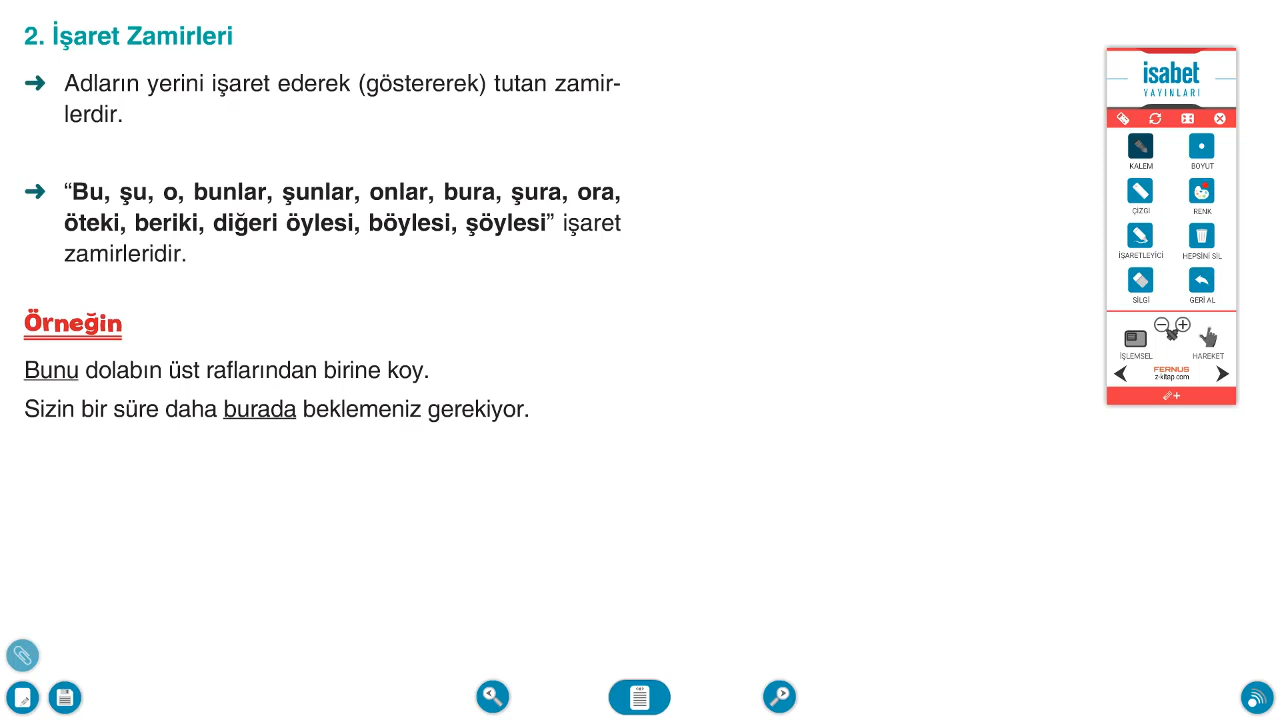 2. İşaret Zamirleri
➜ Adların yerini işaret ederek (göstererek) tutan zamir-
lerdir.
➜ “Bu, şu, o, bunlar, şunlar, onlar, bura, şura, ora,
öteki, beriki, diğeri öylesi, böylesi, şöylesi” işaret
zamirleridir.
Örneğin
Bunu dolabın üst raflarından birine koy.
Sizin bir süre daha burada beklemeniz gerekiyor.
isabet
YAYINLARI
KALEM BOYUT
ÇİZGİ RENK
İŞARETLEYİCİ HEPSİNİ SİL
SİLGİ GERİ AL
İŞLEMSEL HAREKET
FERNUS
z-kitap.com